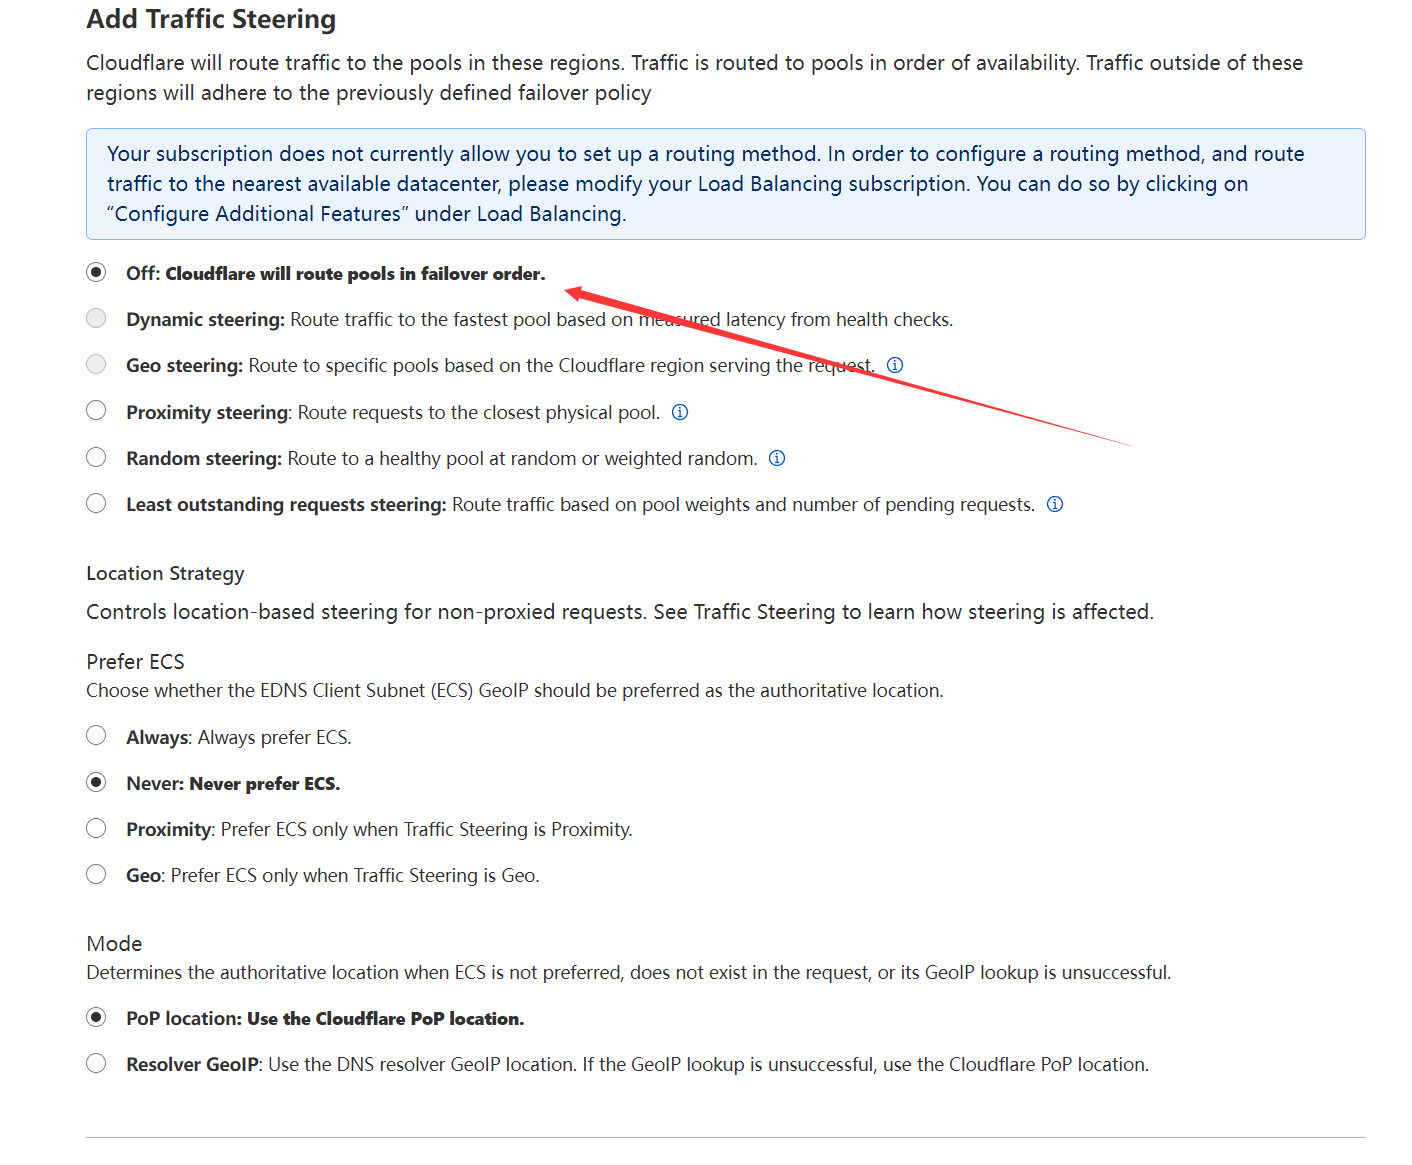 Add Traffic Steering
Cloudflare will route traffic to the pools in these regions. Traffic is routed to pools in order of availability. Traffic outside of these
regions will adhere to the previously defined failover policy
Your subscription does not currently allow you to set up a routing method. In order to configure a routing method, and route
traffic to the nearest available datacenter, please modify your Load Balancing subscription. You can do so by clicking on
“Configure Additional Features” under Load Balancing.
Off: Cloudflare will route pools in failover order.
Dynamic steering: Route traffic to the fastest pool based on measured latency from health checks.
Geo steering: Route to specific pools based on the Cloudflare region serving the request.
Proximity steering: Route requests to the closest physical pool.
Random steering: Route to a healthy pool at random or weighted random.
Least outstanding requests steering: Route traffic based on pool weights and number of pending requests.
Location Strategy
Controls location-based steering for non-proxied requests. See Traffic Steering to learn how steering is affected.
Prefer ECS
Choose whether the EDNS Client Subnet (ECS) GeoIP should be preferred as the authoritative location.
Always: Always prefer ECS.
Never: Never prefer ECS.
Proximity: Prefer ECS only when Traffic Steering is Proximity.
Geo: Prefer ECS only when Traffic Steering is Geo.
Mode
Determines the authoritative location when ECS is not preferred, does not exist in the request, or its GeoIP lookup is unsuccessful.
PoP location: Use the Cloudflare PoP location.
Resolver GeoIP: Use the DNS resolver GeoIP location. If the GeoIP lookup is unsuccessful, use the Cloudflare PoP location.